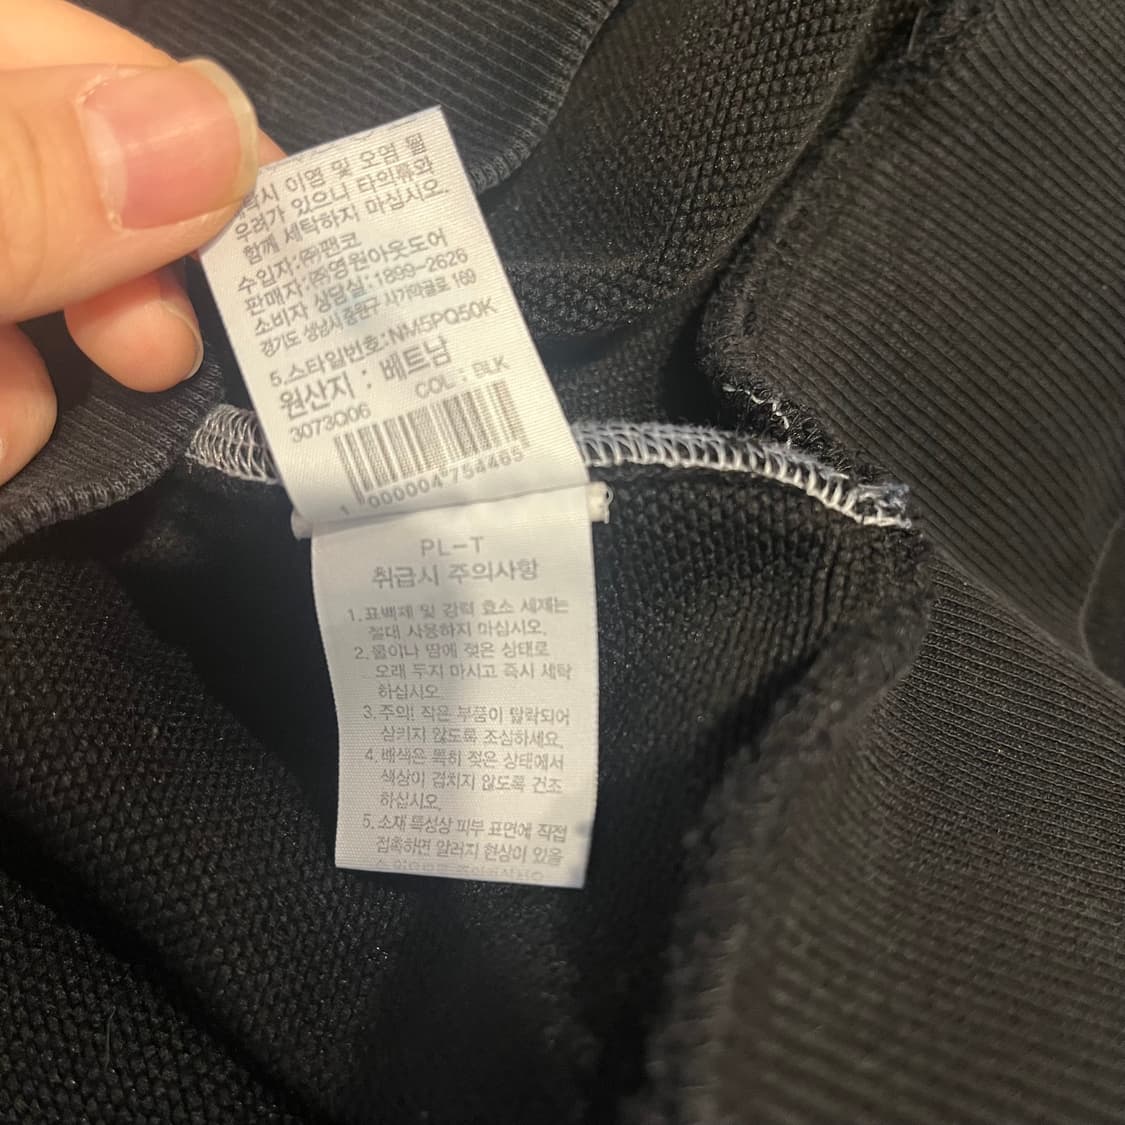 세탁시 이염 및 오염 될
우려가 있으니 타의류와
함께 세탁하지 마십시오.
수입자:㈜팬코
판매자:㈜영원아웃도어
소비자 상담실:1899-2626
경기도 성남시 중원구 사기막골로 169
5.스타일번호:NM5PQ50K
원산지 : 베트남
3073Q06 COL : BLK
1 000004 754465
PL-T
취급시 주의사항
1.표백제 및 강력 효소 세제는
절대 사용하지 마십시오.
2.물이나 땀에 젖은 상태로
오래 두지 마시고 즉시 세탁
하십시오.
3.주의! 작은 부품이 탈락되어
삼키지 않도록 조심하세요.
4.배색은 특히 젖은 상태에서
색상이 겹치지 않도록 건조
하십시오.
5.소재 특성상 피부 표면에 직접
접촉하면 알러지 현상이 있을